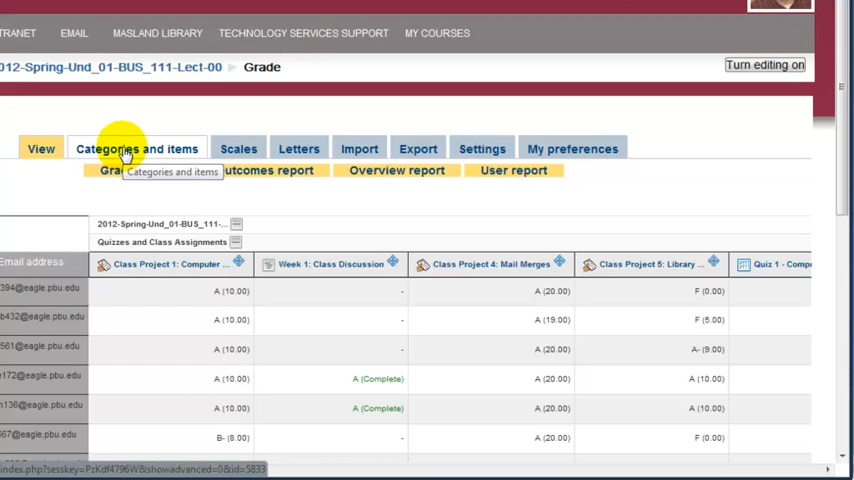 TRANET EMAIL MASLAND LIBRARY TECHNOLOGY SERVICES SUPPORT MY COURSES
012-Spring-Und_01-BUS_111-Lect-00 ► Grade Turn editing on
View Categories and items Scales Letters Import Export Settings My preferences
Gra utcomes report Overview report User report
Categories and items
2012-Spring-Und_01-BUS_111-...
Quizzes and Class Assignments
Email address Class Project 1: Computer ... Week 1: Class Discussion Class Project 4: Mail Merges Class Project 5: Library ... Quiz 1 - Comp
394@eagle.pbu.edu A (10.00) - A (20.00) F (0.00)
b432@eagle.pbu.edu A (10.00) - A (19.00) F (5.00)
561@eagle.pbu.edu A (10.00) - A (20.00) A- (9.00)
e172@eagle.pbu.edu A (10.00) A (Complete) A (20.00) A (10.00)
n136@eagle.pbu.edu A (10.00) A (Complete) A (20.00) A (10.00)
667@eagle.pbu.edu B- (8.00) - A (20.00) F (0.00)
index.php?sesskey=PzKdf4796W&showadvanced=0&id=5833